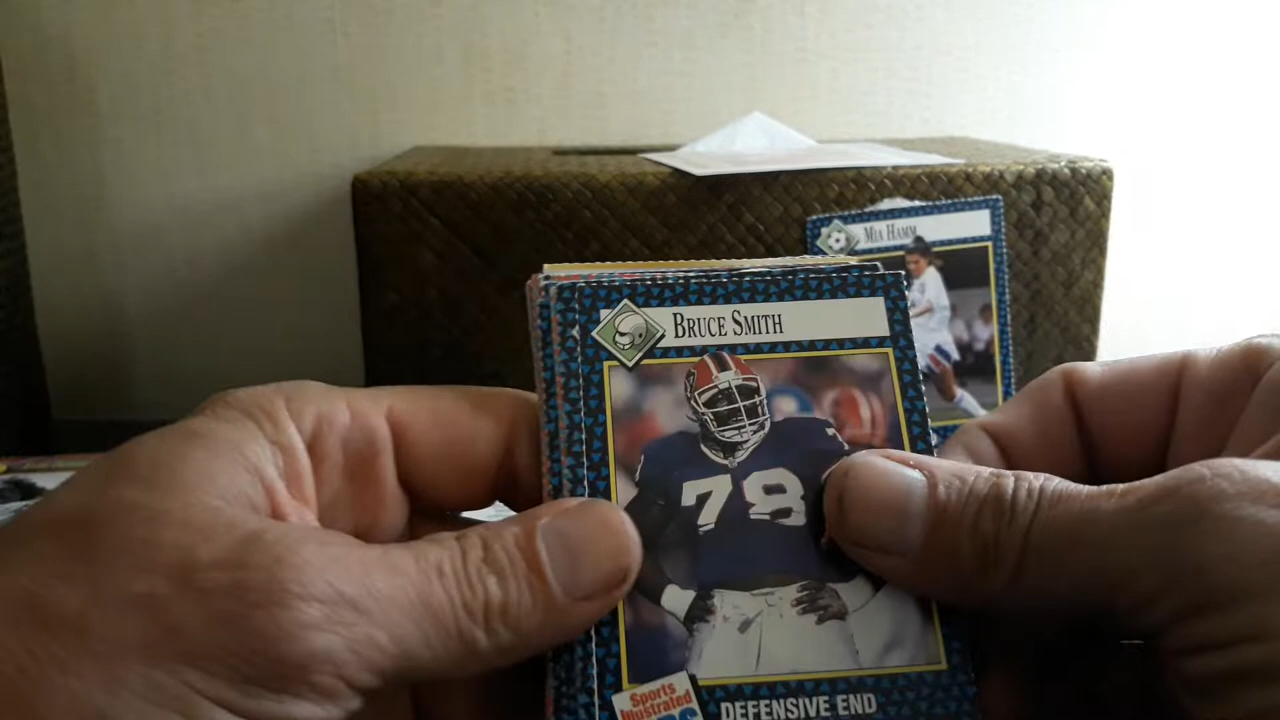 Mia Hamm
Bruce Smith
78
Sports
Illustrated
DEFENSIVE END